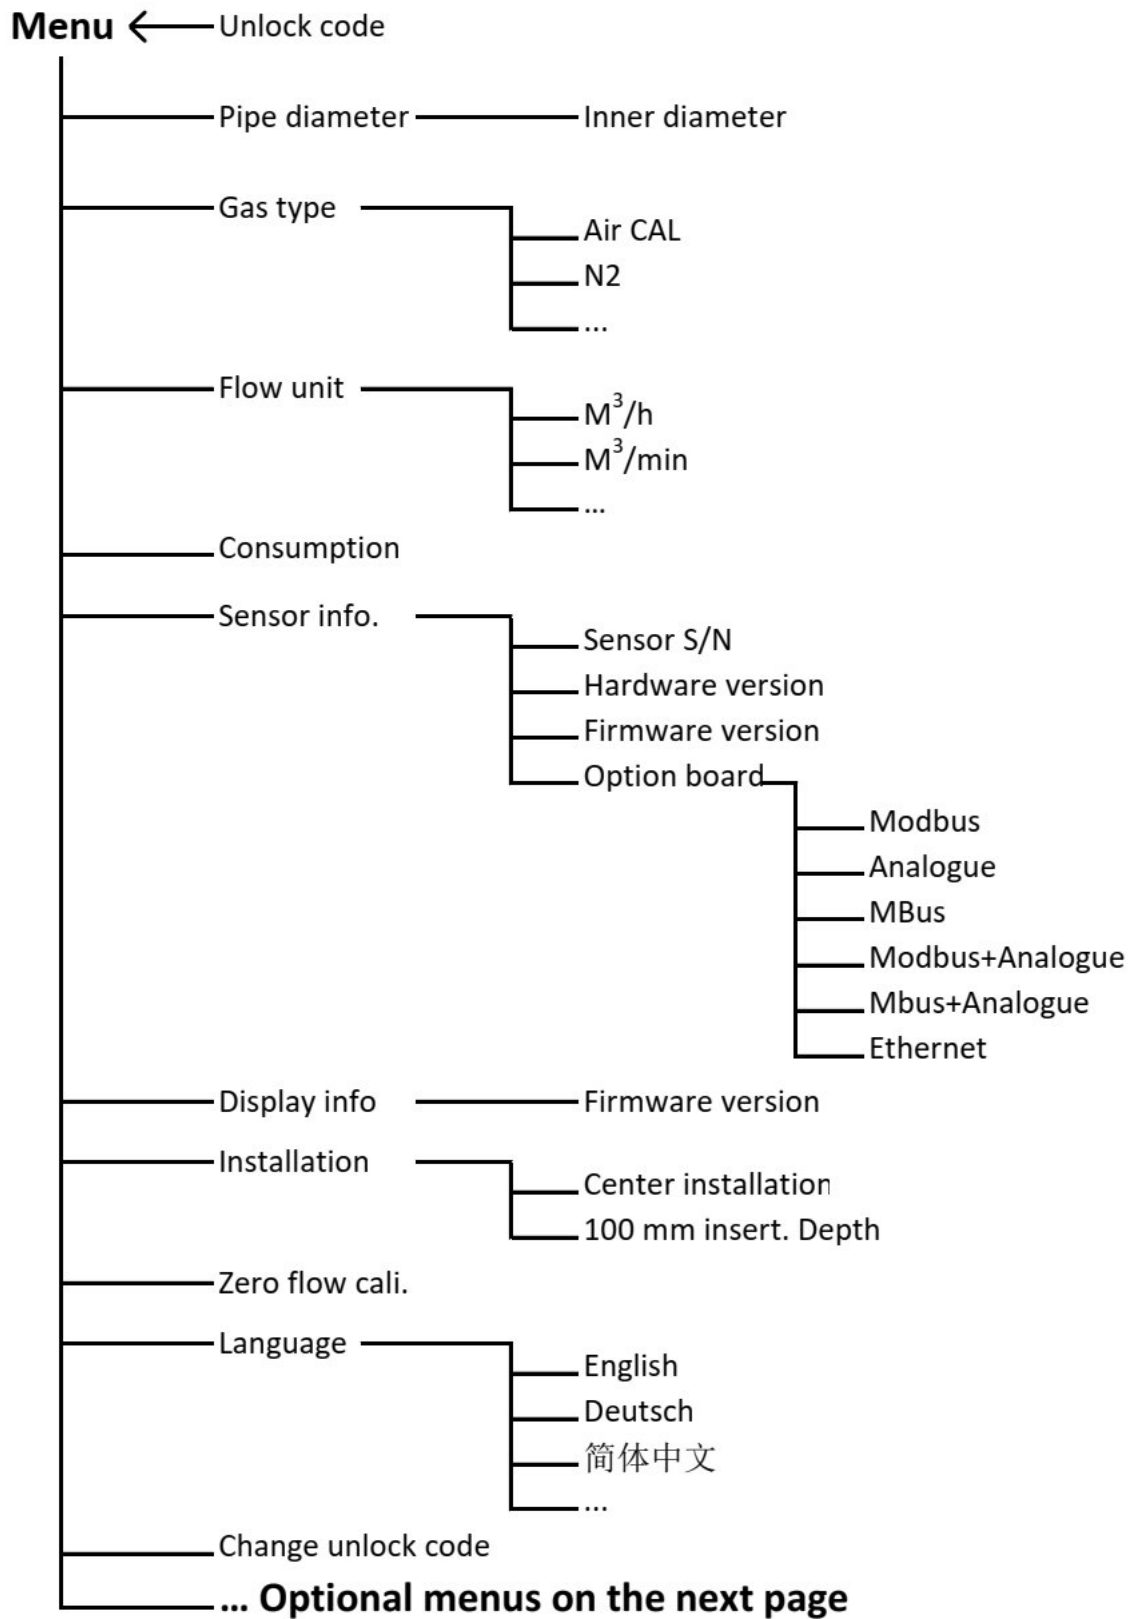 Menu Unlock code
Pipe diameter Inner diameter
Gas type
Air CAL
N2
...
Flow unit
M³/h
M³/min
...
Consumption
Sensor info.
Sensor S/N
Hardware version
Firmware version
Option board
Modbus
Analogue
MBus
Modbus+Analogue
Mbus+Analogue
Ethernet
Display info Firmware version
Installation
Center installation
100 mm insert. Depth
Zero flow cali.
Language
English
Deutsch
简体中文
...
Change unlock code
... Optional menus on the next page